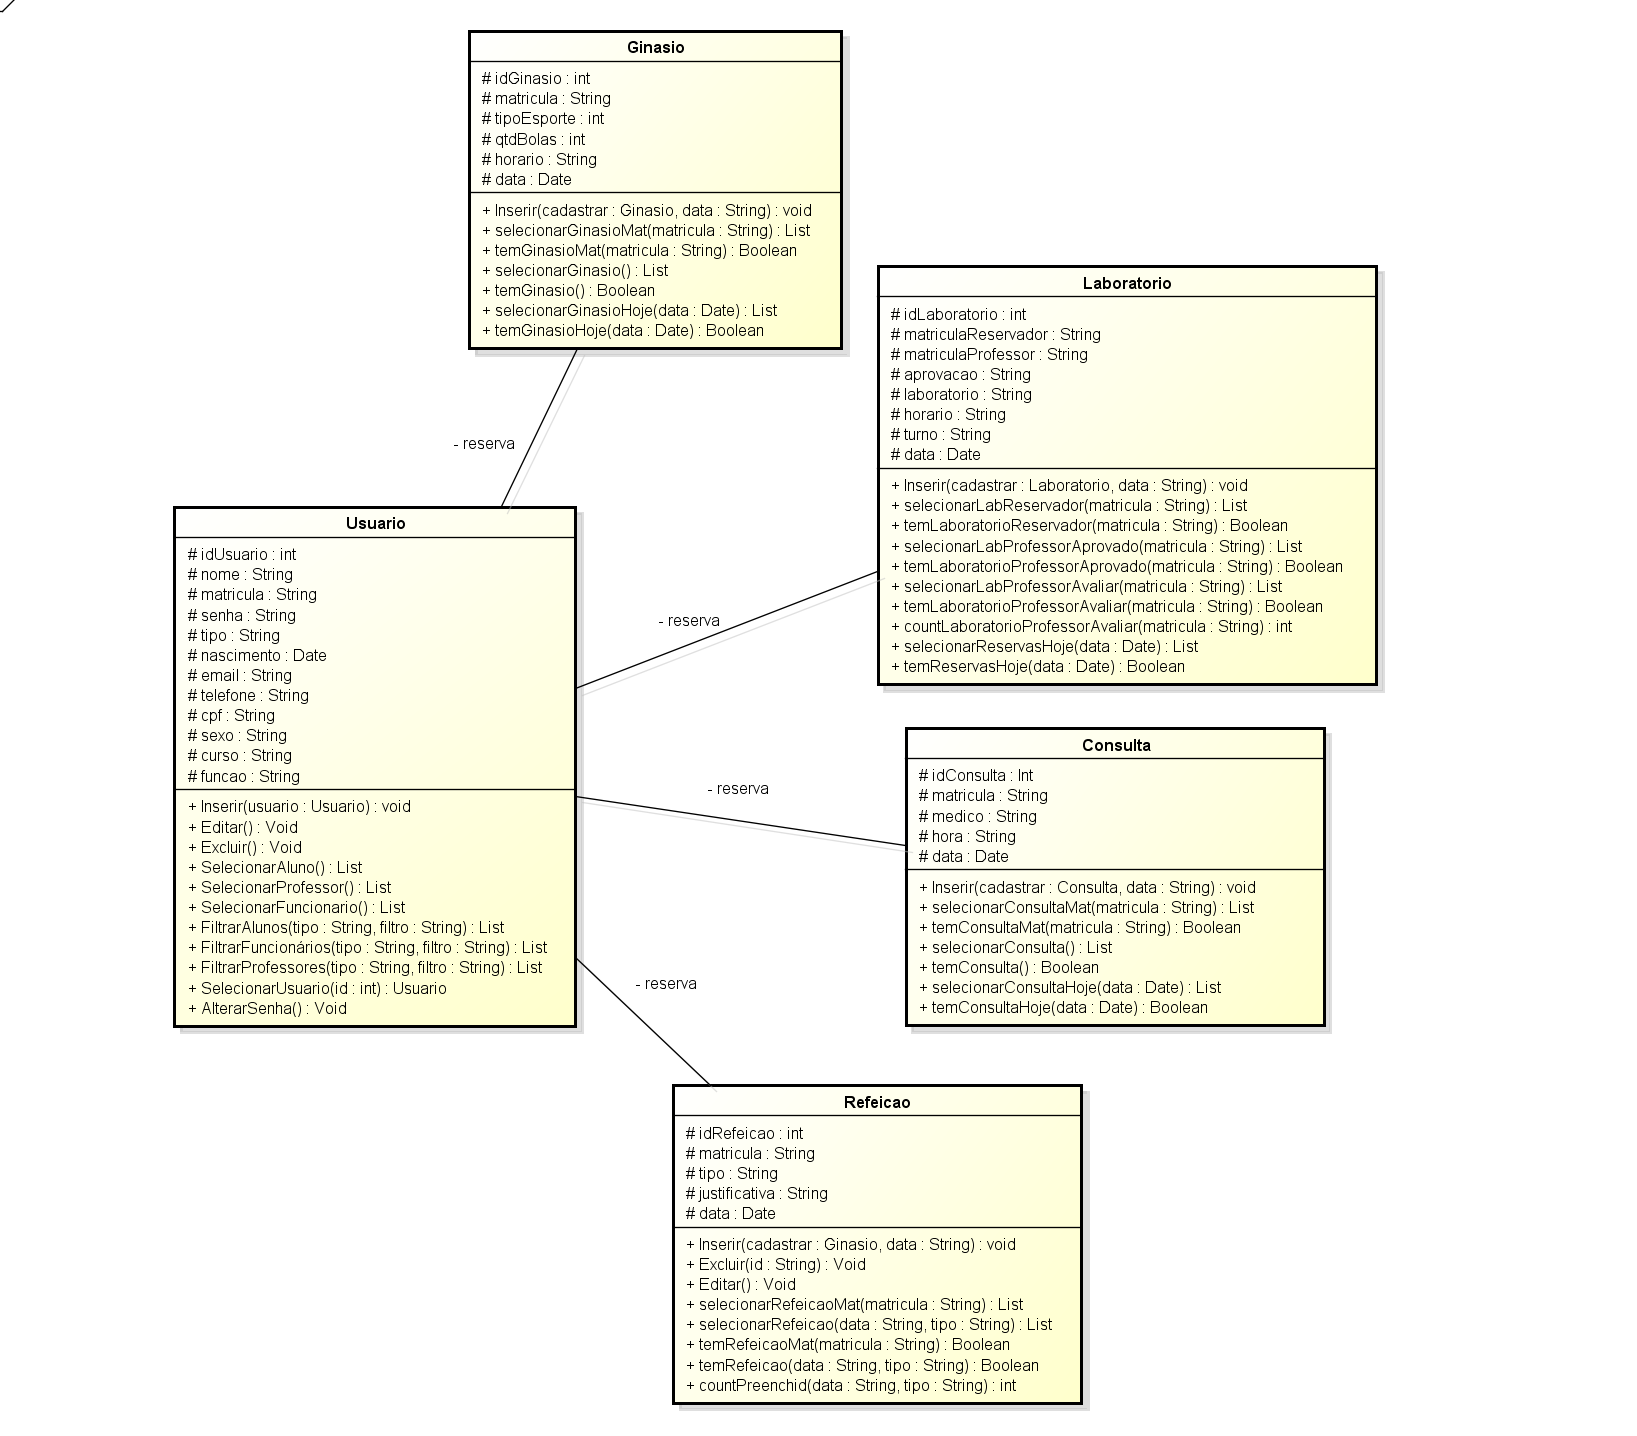 Ginasio
# idGinasio : int
# matricula : String
# tipoEsporte : int
# qtdBolas : int
# horario : String
# data : Date
+ Inserir(cadastrar : Ginasio, data : String) : void
+ selecionarGinasioMat(matricula : String) : List
+ temGinasioMat(matricula : String) : Boolean
+ selecionarGinasio() : List
+ temGinasio() : Boolean
+ selecionarGinasioHoje(data : Date) : List
+ temGinasioHoje(data : Date) : Boolean
- reserva
Laboratorio
# idLaboratorio : int
# matriculaReservador : String
# matriculaProfessor : String
# aprovacao : String
# laboratorio : String
# horario : String
# turno : String
# data : Date
+ Inserir(cadastrar : Laboratorio, data : String) : void
+ selecionarLabReservador(matricula : String) : List
+ temLaboratorioReservador(matricula : String) : Boolean
+ selecionarLabProfessorAprovado(matricula : String) : List
+ temLaboratorioProfessorAprovado(matricula : String) : Boolean
+ selecionarLabProfessorAvaliar(matricula : String) : List
+ temLaboratorioProfessorAvaliar(matricula : String) : Boolean
+ countLaboratorioProfessorAvaliar(matricula : String) : int
+ selecionarReservasHoje(data : Date) : List
+ temReservasHoje(data : Date) : Boolean
- reserva
Usuario
# idUsuario : int
# nome : String
# matricula : String
# senha : String
# tipo : String
# nascimento : Date
# email : String
# telefone : String
# cpf : String
# sexo : String
# curso : String
# funcao : String
+ Inserir(usuario : Usuario) : void
+ Editar() : Void
+ Excluir() : Void
+ SelecionarAluno() : List
+ SelecionarProfessor() : List
+ SelecionarFuncionario() : List
+ FiltrarAlunos(tipo : String, filtro : String) : List
+ FiltrarFuncionários(tipo : String, filtro : String) : List
+ FiltrarProfessores(tipo : String, filtro : String) : List
+ SelecionarUsuario(id : int) : Usuario
+ AlterarSenha() : Void
- reserva
Consulta
# idConsulta : Int
# matricula : String
# medico : String
# hora : String
# data : Date
+ Inserir(cadastrar : Consulta, data : String) : void
+ selecionarConsultaMat(matricula : String) : List
+ temConsultaMat(matricula : String) : Boolean
+ selecionarConsulta() : List
+ temConsulta() : Boolean
+ selecionarConsultaHoje(data : Date) : List
+ temConsultaHoje(data : Date) : Boolean
- reserva
Refeicao
# idRefeicao : int
# matricula : String
# tipo : String
# justificativa : String
# data : Date
+ Inserir(cadastrar : Ginasio, data : String) : void
+ Excluir(id : String) : Void
+ Editar() : Void
+ selecionarRefeicaoMat(matricula : String) : List
+ selecionarRefeicao(data : String, tipo : String) : List
+ temRefeicaoMat(matricula : String) : Boolean
+ temRefeicao(data : String, tipo : String) : Boolean
+ countPreenchid(data : String, tipo : String) : int